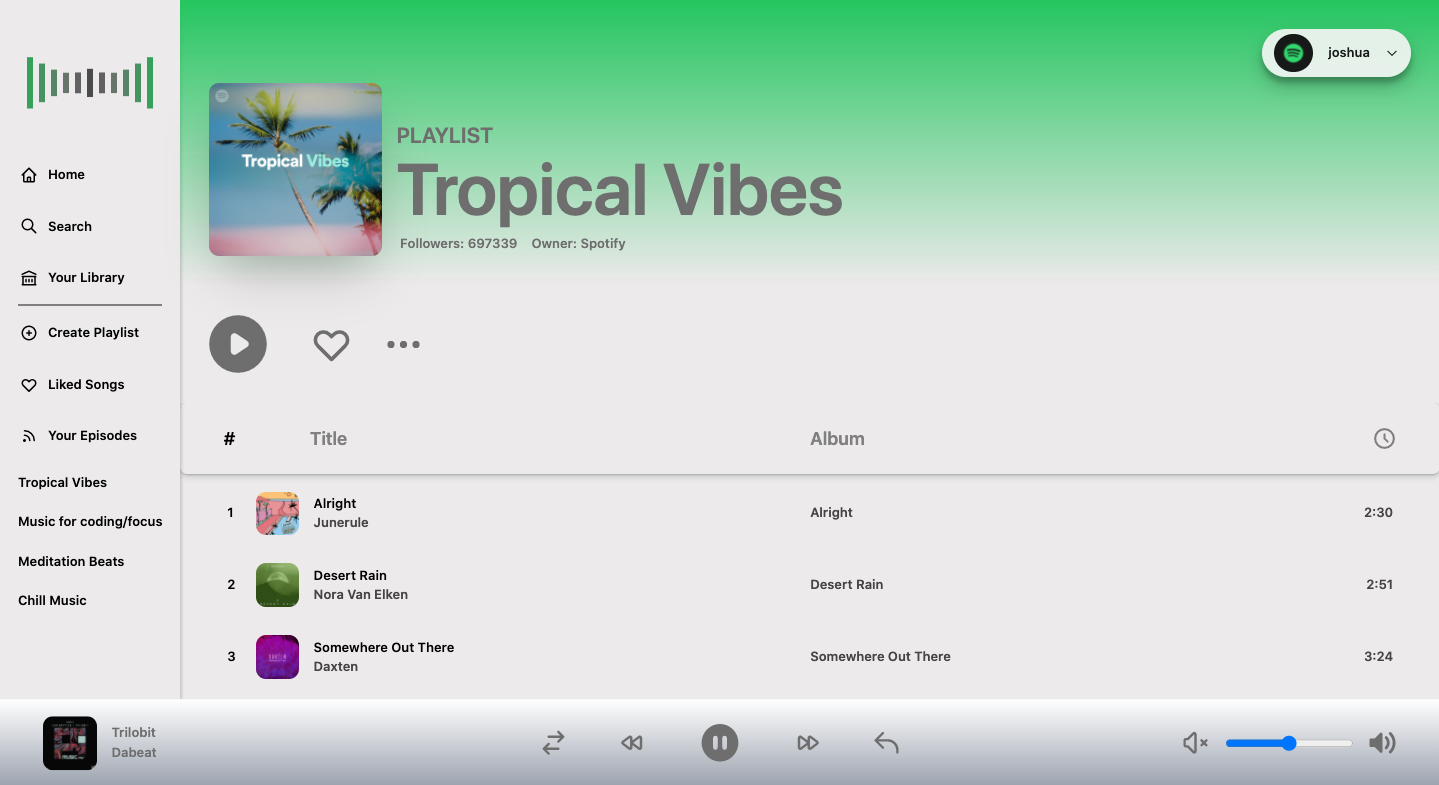 Home
Search
Your Library
Create Playlist
Liked Songs
Your Episodes
Tropical Vibes
Music for coding/focus
Meditation Beats
Chill Music
joshua
Tropical Vibes
PLAYLIST
Tropical Vibes
Followers: 697339 Owner: Spotify
# Title Album
1 Alright Alright 2:30
Junerule
2 Desert Rain Desert Rain 2:51
Nora Van Elken
3 Somewhere Out There Somewhere Out There 3:24
Daxten
Trilobit
Dabeat